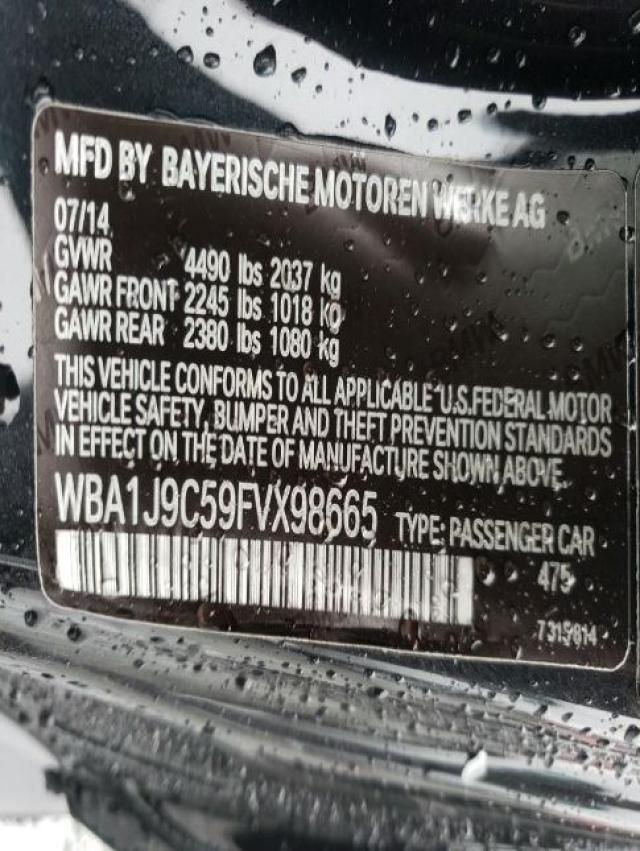 MFD BY BAYERISCHE MOTOREN WERKE AG
07/14
GVWR 4490 lbs 2037 kg
GAWR FRONT 2245 lbs 1018 kg
GAWR REAR 2380 lbs 1080 kg
THIS VEHICLE CONFORMS TO ALL APPLICABLE U.S.FEDERAL MOTOR
VEHICLE SAFETY, BUMPER AND THEFT PREVENTION STANDARDS
IN EFFECT ON THE DATE OF MANUFACTURE SHOWN ABOVE.
WBA1J9C59FVX98665 TYPE: PASSENGER CAR
475